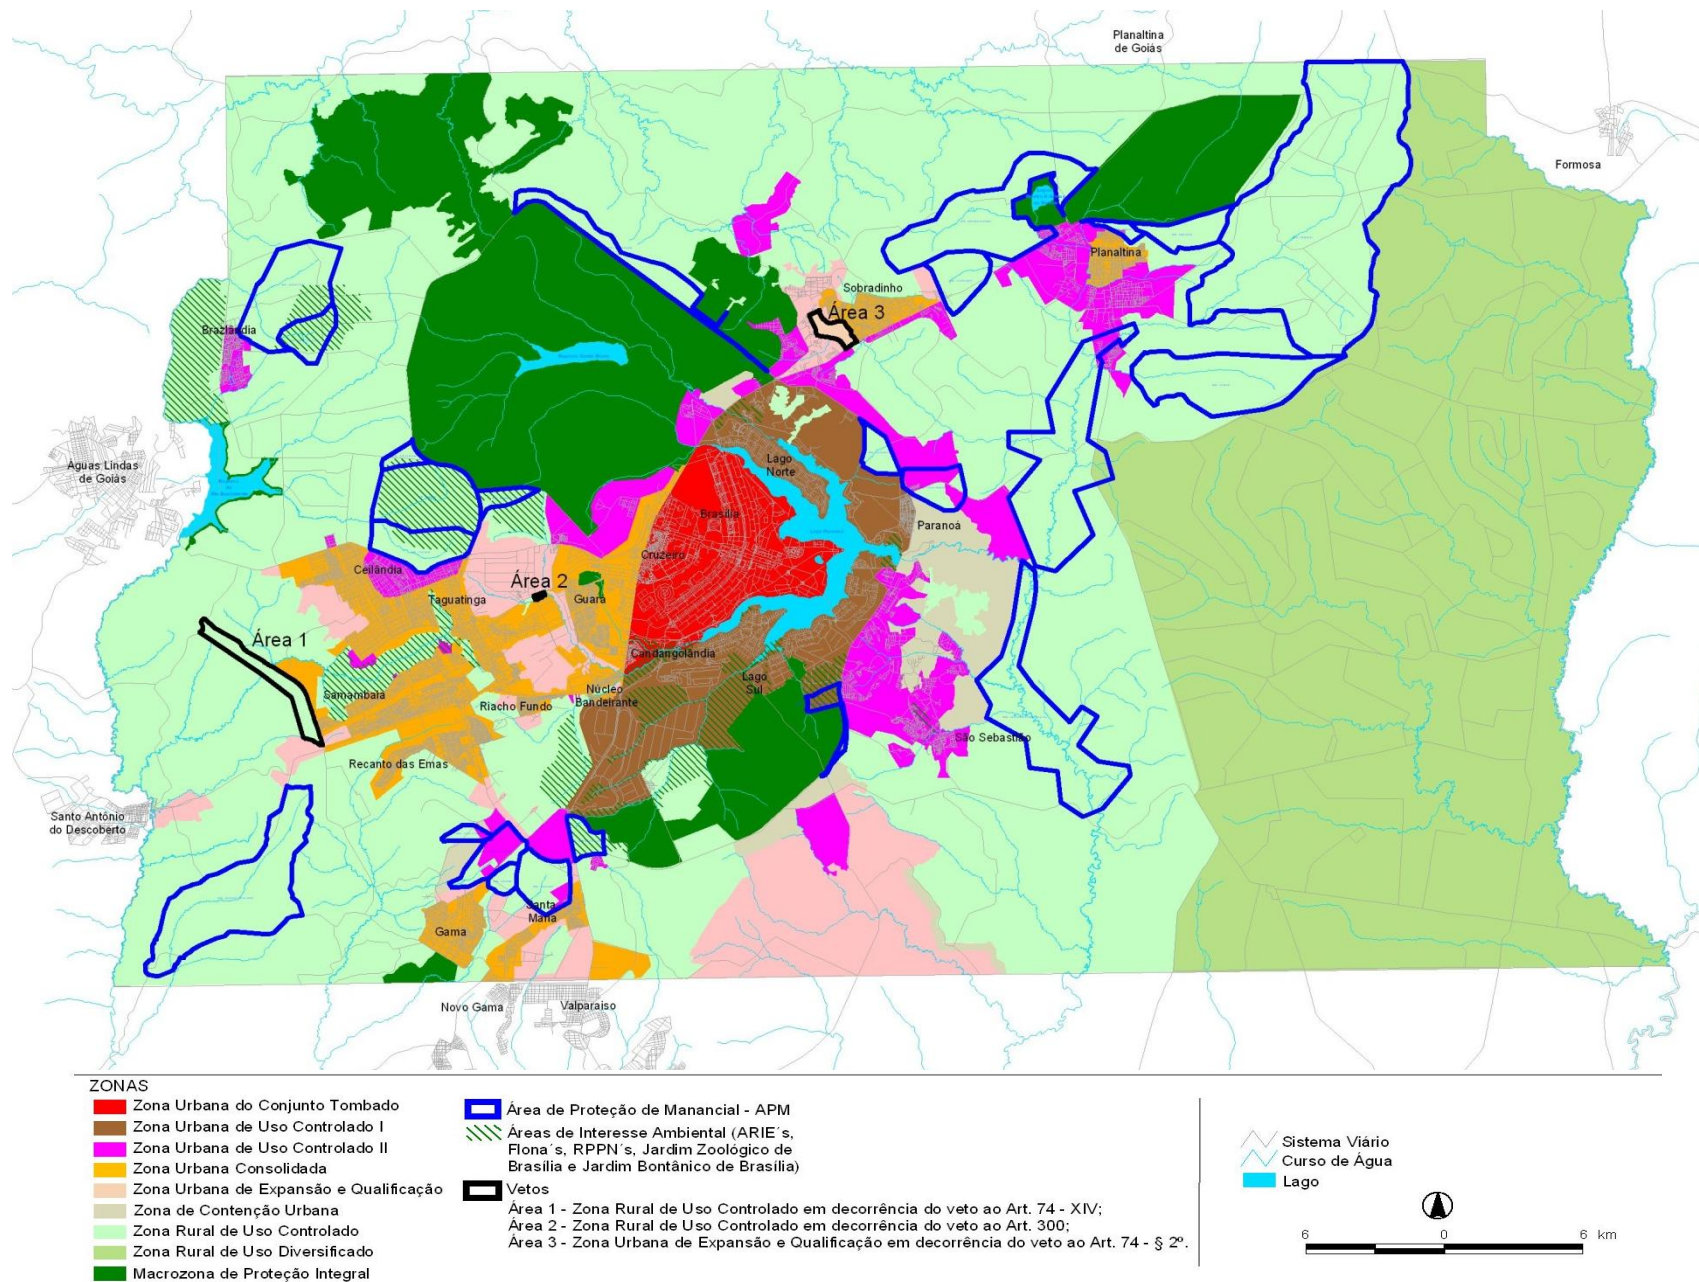 Planaltina
de Goiás
Formosa
Planaltina
Sobradinho
Área 3
Brazlândia
Águas Lindas
de Goiás
Lago
Norte
Brasília
Paranoá
Cruzeiro
Ceilândia
Área 2
Taguatinga
Guará
Área 1
Candangolândia
Samambaia
Núcleo
Bandeirante
Lago
Sul
Riacho Fundo
São Sebastião
Recanto das Emas
Santo Antônio
do Descoberto
Santa
Maria
Gama
Novo Gama
Valparaiso
ZONAS
Zona Urbana do Conjunto Tombado
Zona Urbana de Uso Controlado I
Zona Urbana de Uso Controlado II
Zona Urbana Consolidada
Zona Urbana de Expansão e Qualificação
Zona de Contenção Urbana
Zona Rural de Uso Controlado
Zona Rural de Uso Diversificado
Macrozona de Proteção Integral
Área de Proteção de Manancial - APM
Áreas de Interesse Ambiental (ARIE´s,
Flona´s, RPPN´s, Jardim Zoológico de
Brasília e Jardim Bontânico de Brasília)
Vetos
Área 1 - Zona Rural de Uso Controlado em decorrência do veto ao Art. 74 - XIV;
Área 2 - Zona Rural de Uso Controlado em decorrência do veto ao Art. 300;
Área 3 - Zona Urbana de Expansão e Qualificação em decorrência do veto ao Art. 74 - § 2º.
Sistema Viário
Curso de Água
Lago
6 0 6 km